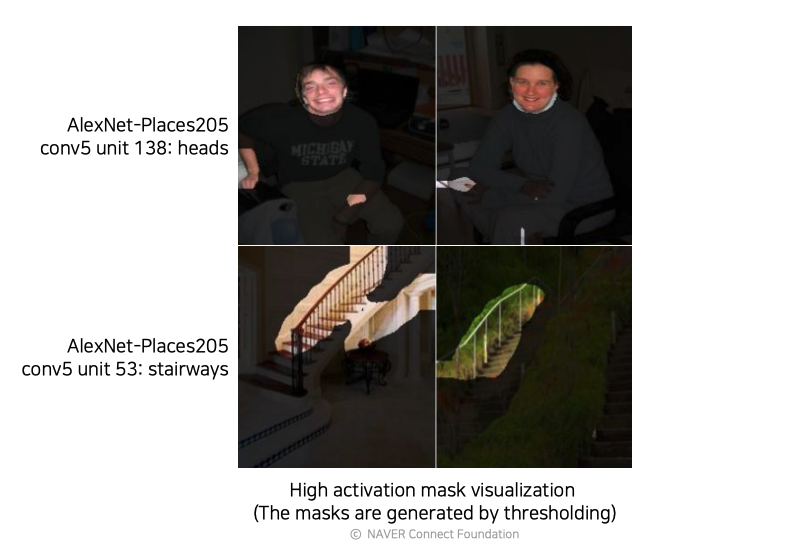 AlexNet-Places205
conv5 unit 138: heads
MICHIGAN
STATE
AlexNet-Places205
conv5 unit 53: stairways
High activation mask visualization
(The masks are generated by thresholding)
© NAVER Connect Foundation